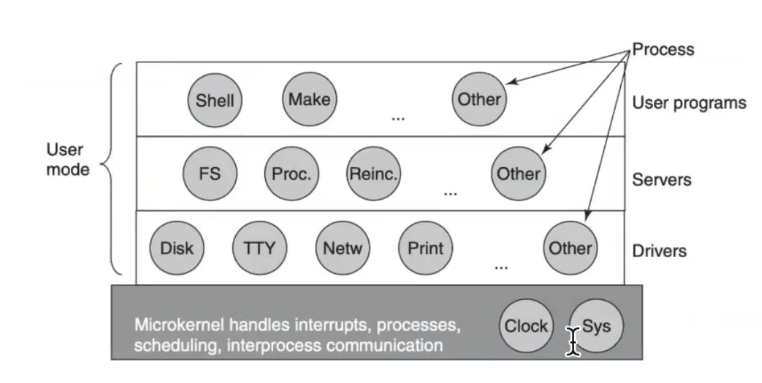 Process
Shell
Make
...
Other
User programs
User
mode
FS
Proc.
Reinc.
...
Other
Servers
Disk
TTY
Netw
Print
...
Other
Drivers
Microkernel handles interrupts, processes,
scheduling, interprocess communication
Clock
Sys